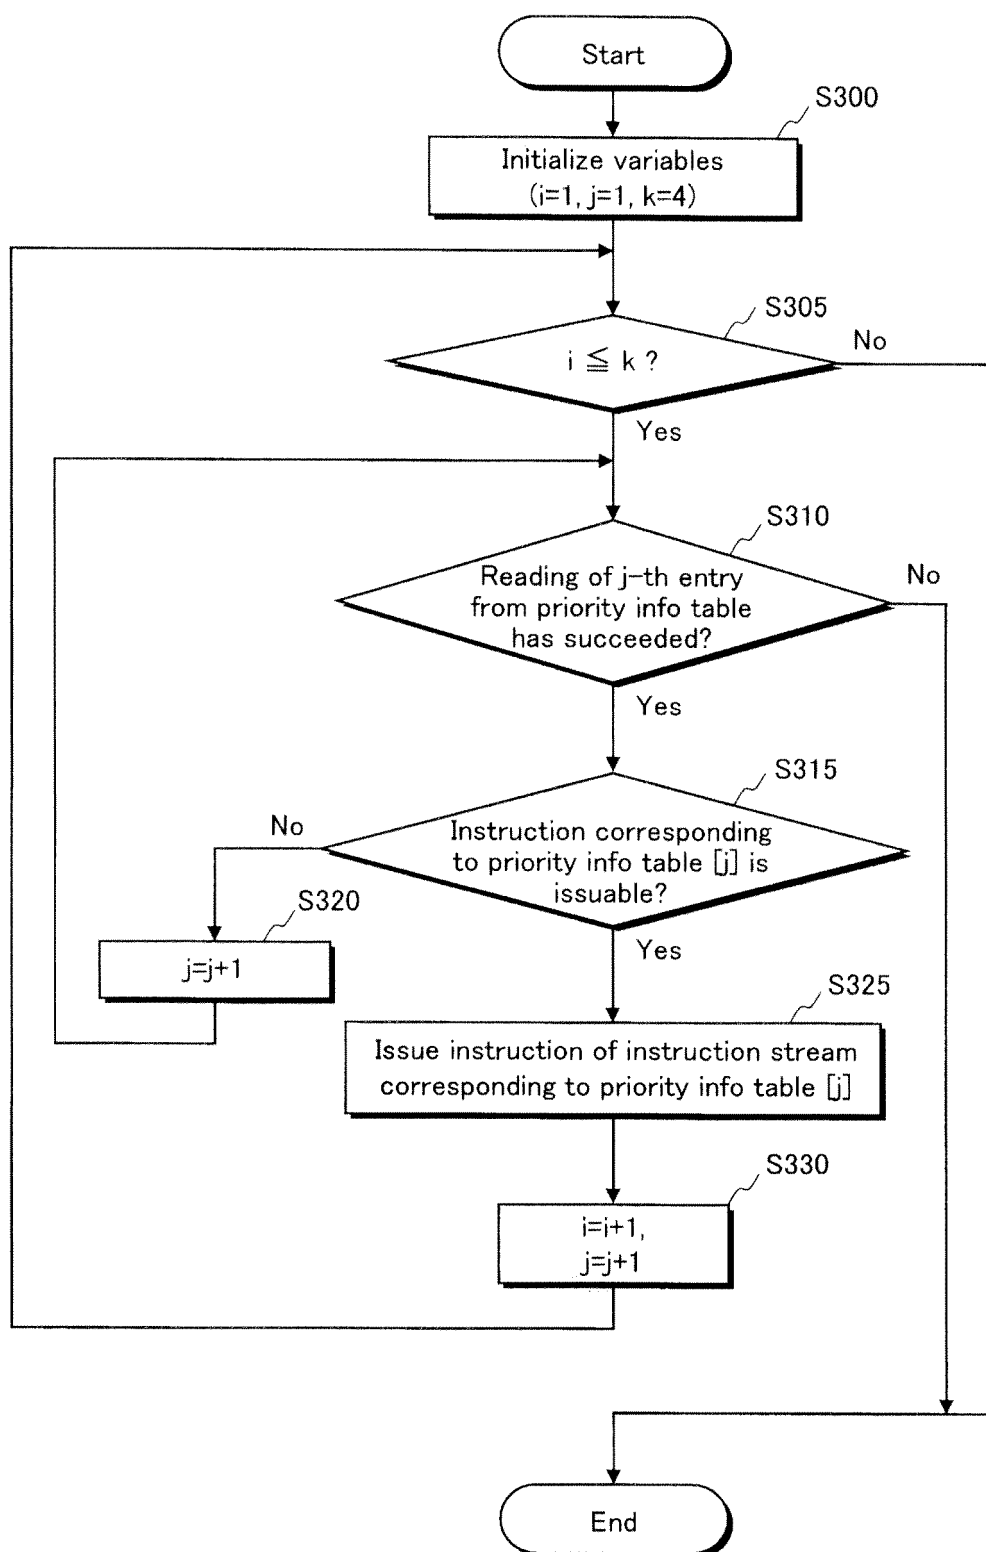 Start
S300
Initialize variables
(i=1, j=1, k=4)
S305
i ≦ k ?
No
Yes
S310
Reading of j-th entry
from priority info table
has succeeded?
No
Yes
S315
Instruction corresponding
to priority info table [j] is
issuable?
No
Yes
S320
j=j+1
S325
Issue instruction of instruction stream
corresponding to priority info table [j]
S330
i=i+1,
j=j+1
End